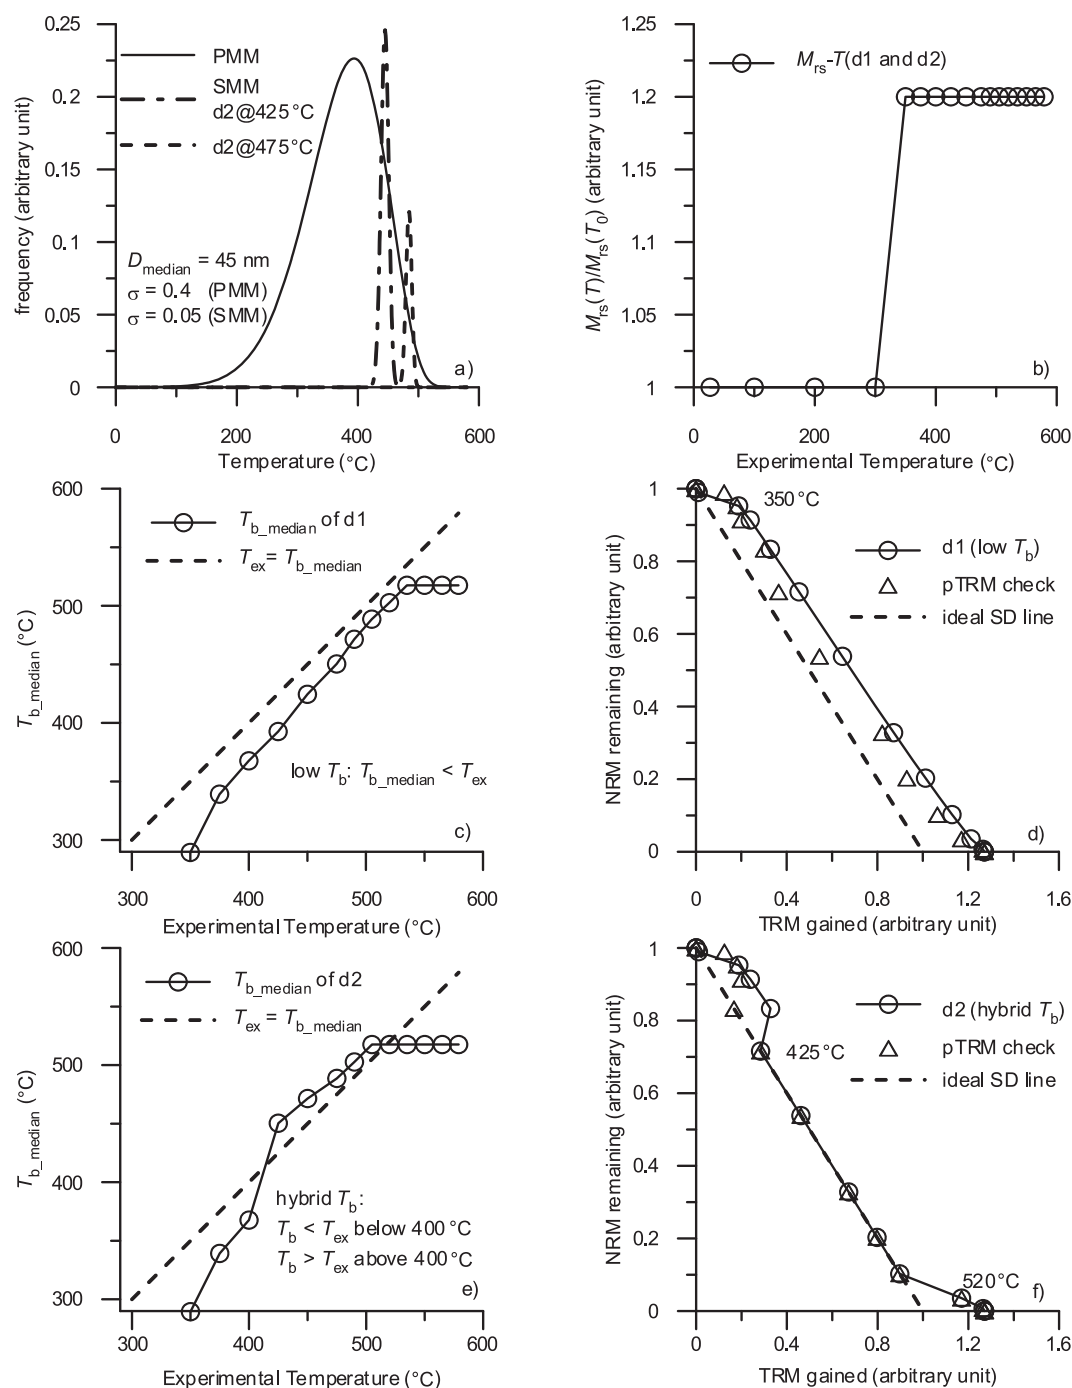 0.25
0.2
0.15
0.1
0.05
0
frequency (arbitrary unit)
PMM
SMM
d2@425°C
d2@475°C
D_median = 45 nm
σ = 0.4 (PMM)
σ = 0.05 (SMM)
a)
0 200 400 600
Temperature (°C)
1.25
1.2
1.15
1.1
1.05
1
M_rs(T)/M_rs(T_0) (arbitrary unit)
M_rs-T(d1 and d2)
b)
0 200 400 600
Experimental Temperature (°C)
600
500
400
300
T_b_median (°C)
T_b_median of d1
T_ex = T_b_median
low T_b: T_b_median < T_ex
c)
300 400 500 600
Experimental Temperature (°C)
1
0.8
0.6
0.4
0.2
0
NRM remaining (arbitrary unit)
350°C
d1 (low T_b)
pTRM check
ideal SD line
d)
0 0.4 0.8 1.2 1.6
TRM gained (arbitrary unit)
600
500
400
300
T_b_median (°C)
T_b_median of d2
T_ex = T_b_median
hybrid T_b:
T_b < T_ex below 400°C
T_b > T_ex above 400°C
e)
300 400 500 600
Experimental Temperature (°C)
1
0.8
0.6
0.4
0.2
0
NRM remaining (arbitrary unit)
d2 (hybrid T_b)
425°C
pTRM check
ideal SD line
520°C
f)
0 0.4 0.8 1.2 1.6
TRM gained (arbitrary unit)